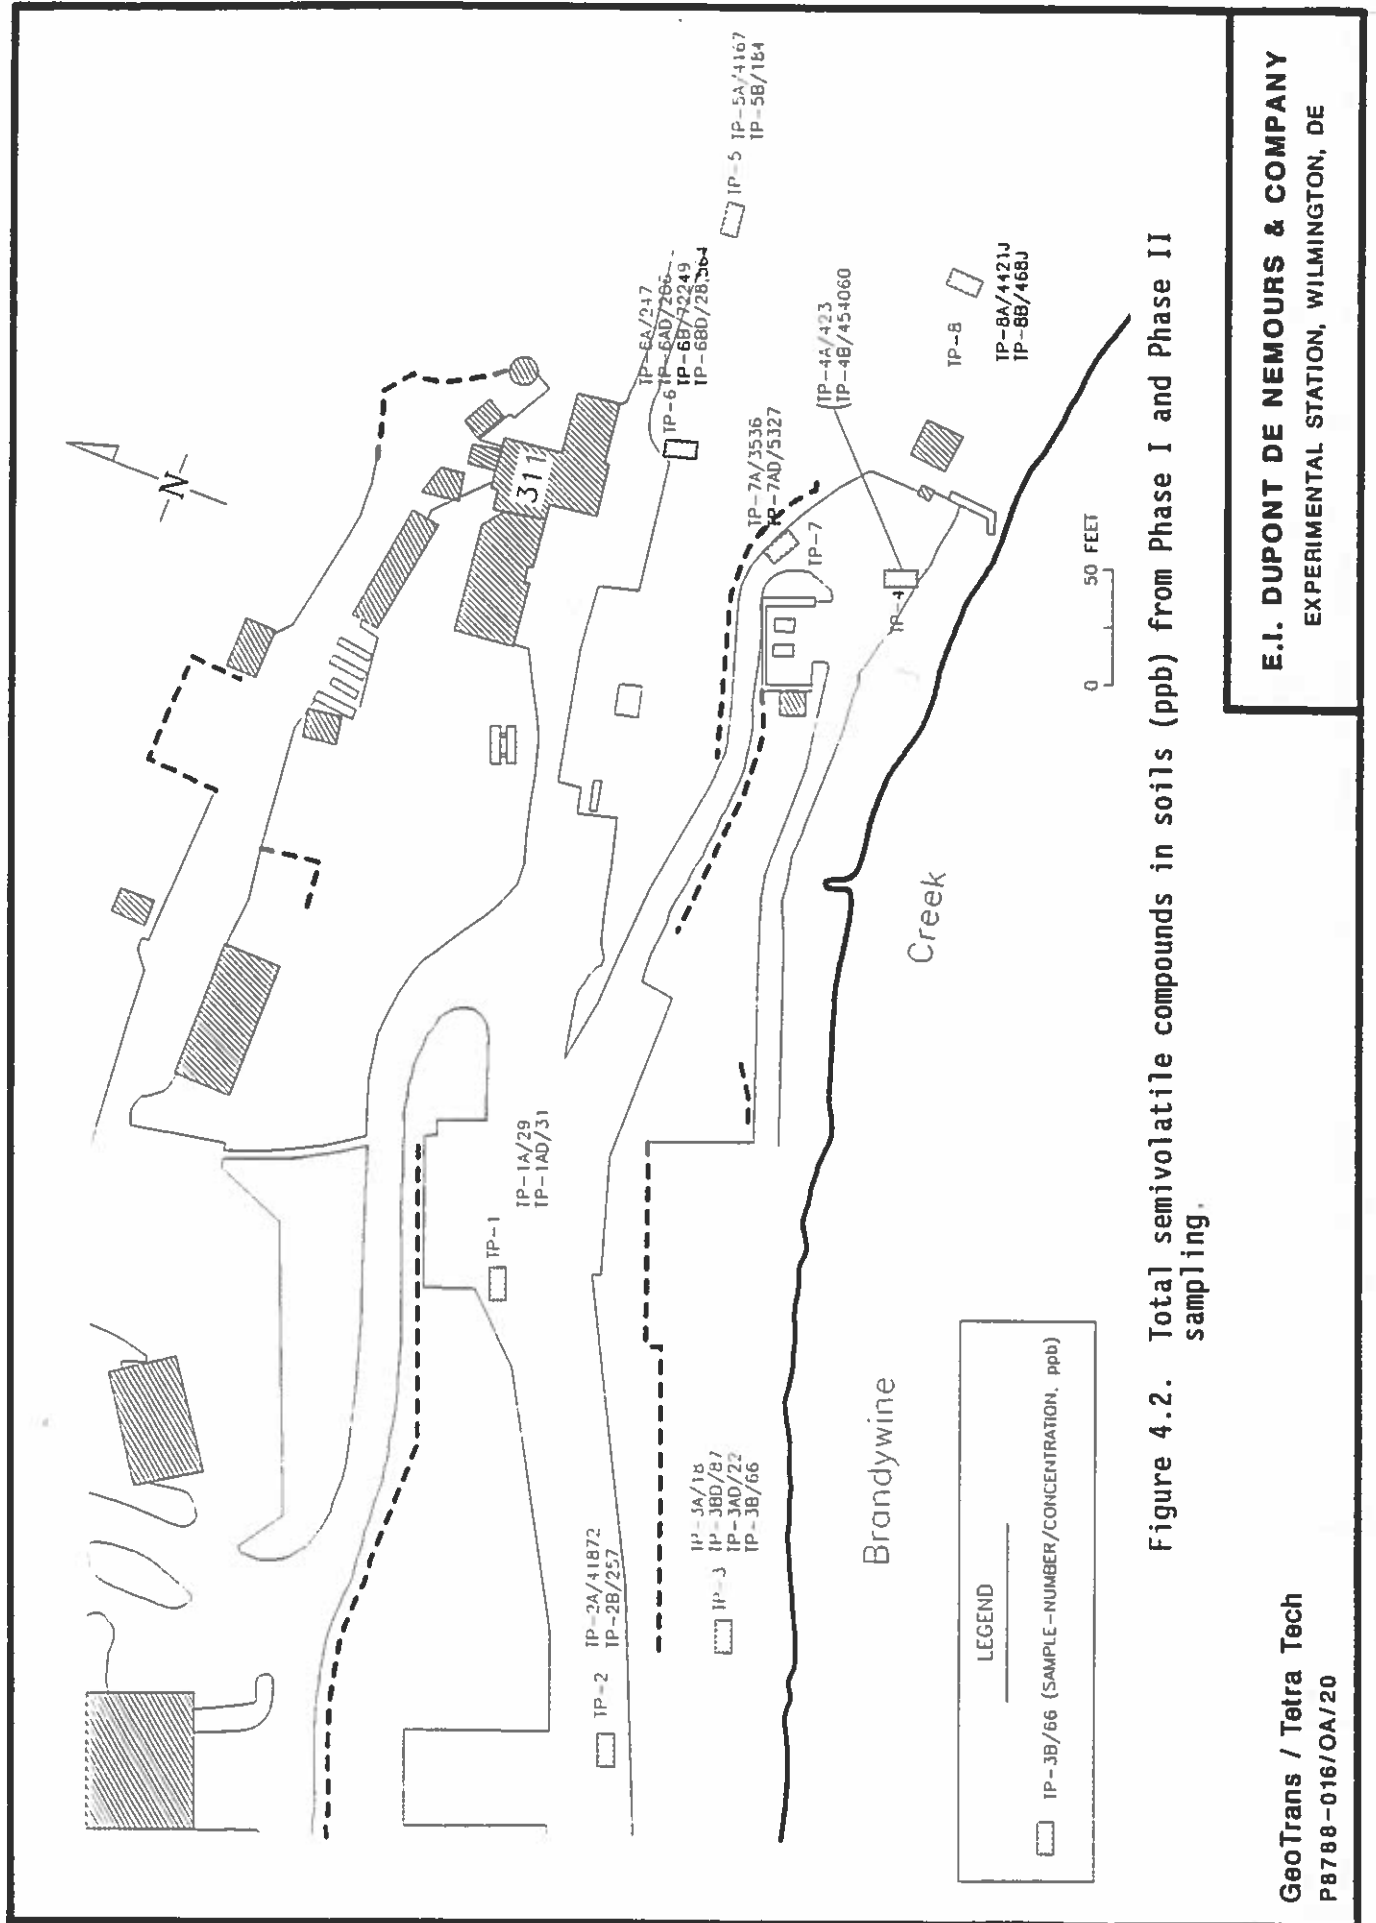 N
311
TP-6A/247
TP-6AD/206
TP-6B/72249
TP-6BD/28,564
TP-6
TP-5
TP-5A/4167
TP-5B/184
TP-7A/3536
TP-7AD/5327
TP-7
TP-4A/423
TP-4B/454060
TP-4
TP-8
TP-8A/4421J
TP-8B/468J
TP-1A/29
TP-1AD/31
TP-1
TP-2A/41872
TP-2B/257
TP-2
TP-3A/18
TP-3BD/87
TP-3AD/22
TP-3B/66
TP-3
Brandywine
Creek
0 50 FEET
LEGEND
TP-3B/66 (SAMPLE-NUMBER/CONCENTRATION, ppb)
Figure 4.2. Total semivolatile compounds in soils (ppb) from Phase I and Phase II
sampling.
E.I. DUPONT DE NEMOURS & COMPANY
EXPERIMENTAL STATION, WILMINGTON, DE
GeoTrans / Tetra Tech
P8788-016/OA/20